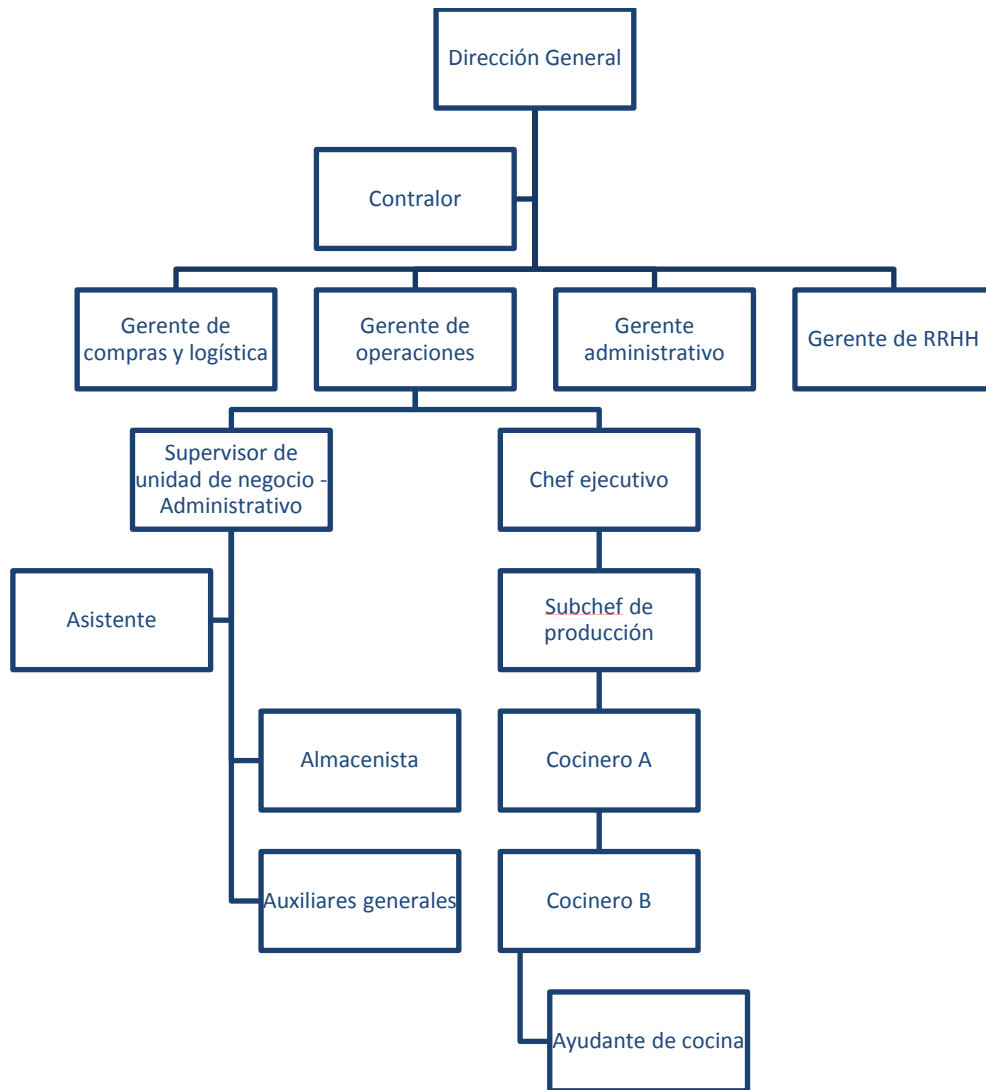 Dirección General
Contralor
Gerente de
compras y logística
Gerente de
operaciones
Gerente
administrativo
Gerente de RRHH
Supervisor de
unidad de negocio -
Administrativo
Chef ejecutivo
Asistente
Subchef de
producción
Almacenista
Cocinero A
Auxiliares generales
Cocinero B
Ayudante de cocina